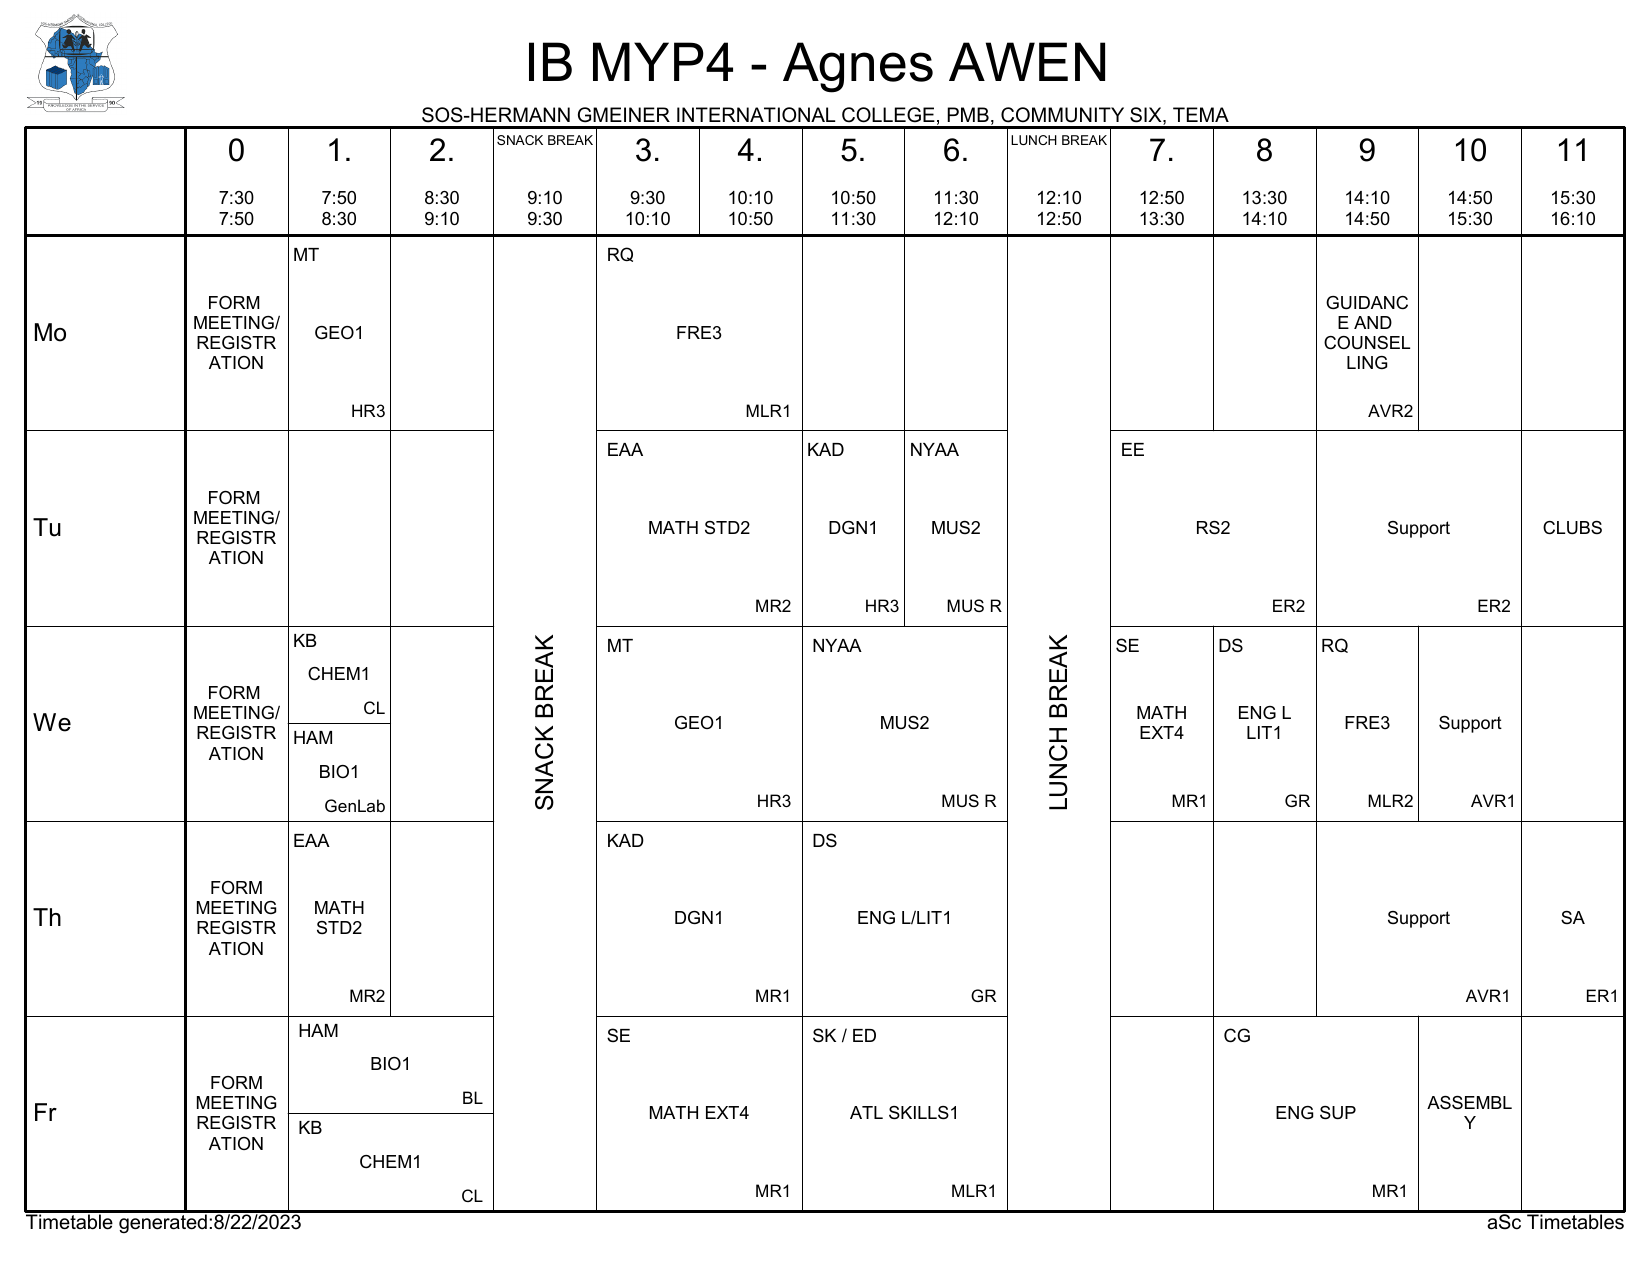 IB MYP4 - Agnes AWEN
SOS-HERMANN GMEINER INTERNATIONAL COLLEGE, PMB, COMMUNITY SIX, TEMA
0 1. 2. SNACK BREAK 3. 4. 5. 6. LUNCH BREAK 7. 8 9 10 11
7:30 7:50 8:30 9:10 9:30 10:10 10:50 11:30 12:10 12:50 13:30 14:10 14:50 15:30
7:50 8:30 9:10 9:30 10:10 10:50 11:30 12:10 12:50 13:30 14:10 14:50 15:30 16:10
Mo
FORM
MEETING/
REGISTR
ATION
MT
GEO1
HR3
RQ
FRE3
MLR1
GUIDANC
E AND
COUNSEL
LING
AVR2
Tu
FORM
MEETING/
REGISTR
ATION
EAA
MATH STD2
MR2
KAD
DGN1
HR3
NYAA
MUS2
MUS R
EE
RS2
ER2
Support
ER2
CLUBS
We
FORM
MEETING/
REGISTR
ATION
KB
CHEM1
CL
HAM
BIO1
GenLab
SNACK BREAK
MT
GEO1
HR3
NYAA
MUS2
MUS R
LUNCH BREAK
SE
MATH
EXT4
MR1
DS
ENG L
LIT1
GR
RQ
FRE3
MLR2
Support
AVR1
Th
FORM
MEETING
REGISTR
ATION
EAA
MATH
STD2
MR2
KAD
DGN1
MR1
DS
ENG L/LIT1
GR
Support
AVR1
SA
ER1
Fr
FORM
MEETING
REGISTR
ATION
HAM
BIO1
BL
KB
CHEM1
CL
SE
MATH EXT4
MR1
SK / ED
ATL SKILLS1
MLR1
CG
ENG SUP
MR1
ASSEMBL
Y
Timetable generated:8/22/2023
aSc Timetables